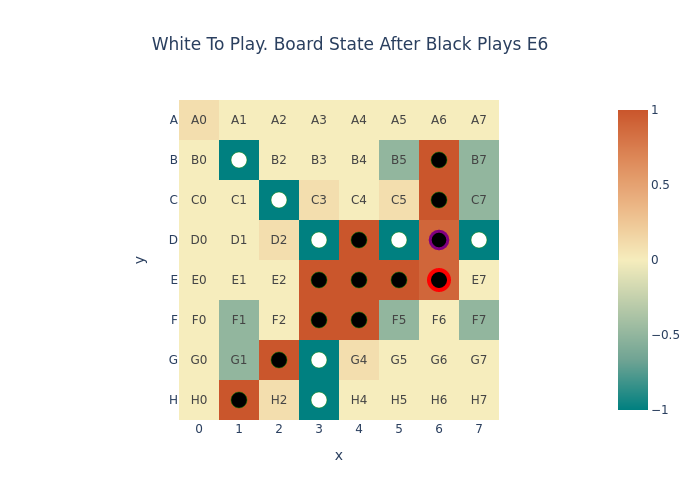 White To Play. Board State After Black Plays E6
A A0 A1 A2 A3 A4 A5 A6 A7
B B0 B2 B3 B4 B5 B7
C C0 C1 C3 C4 C5 C7
D D0 D1 D2
E E0 E1 E2 E7
F F0 F1 F2 F5 F6 F7
G G0 G1 G4 G5 G6 G7
H H0 H2 H4 H5 H6 H7
0 1 2 3 4 5 6 7
x
y
1
0.5
0
−0.5
−1